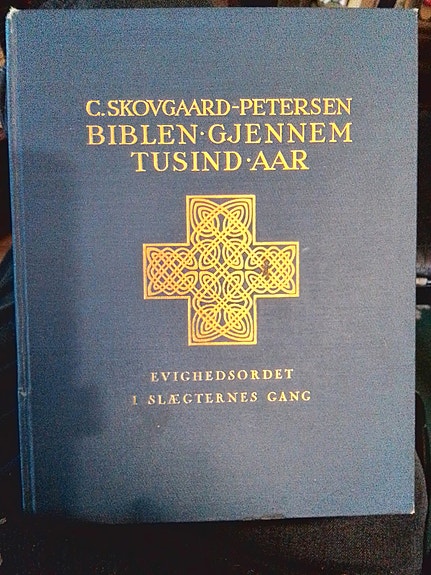 C. SKOVGAARD-PETERSEN
BIBLEN·GJENNEM
TUSIND·AAR
EVIGHEDSORDET
I SLÆGTERNES GANG